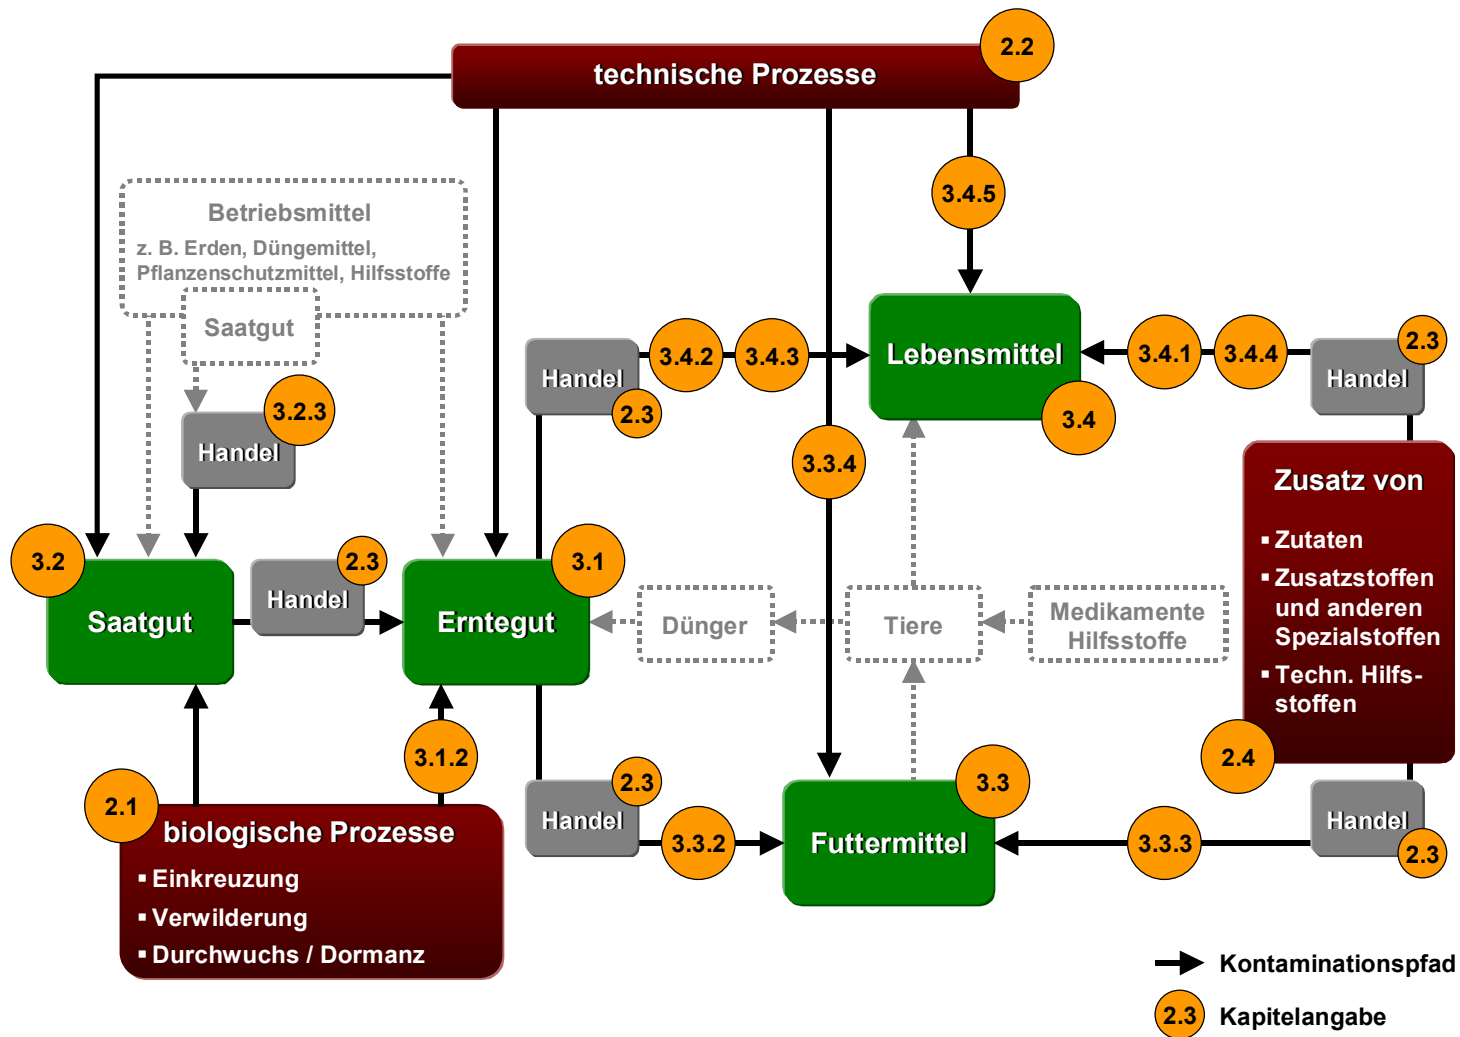 2.2
technische Prozesse
3.4.5
Betriebsmittel
z. B. Erden, Düngemittel,
Pflanzenschutzmittel, Hilfsstoffe
Saatgut
3.2.3
Handel
Handel
2.3
3.4.2
3.4.3
Lebensmittel
3.4
3.4.1
3.4.4
2.3
Handel
3.3.4
Zusatz von
▪ Zutaten
▪ Zusatzstoffen
und anderen
Spezialstoffen
▪ Techn. Hilfs-
stoffen
2.4
3.2
Saatgut
2.3
Handel
3.1
Erntegut
Dünger
Tiere
Medikamente
Hilfsstoffe
3.1.2
2.1
biologische Prozesse
▪ Einkreuzung
▪ Verwilderung
▪ Durchwuchs / Dormanz
2.3
Handel
3.3.2
3.3
Futtermittel
3.3.3
Handel
2.3
Kontaminationspfad
2.3
Kapitelangabe